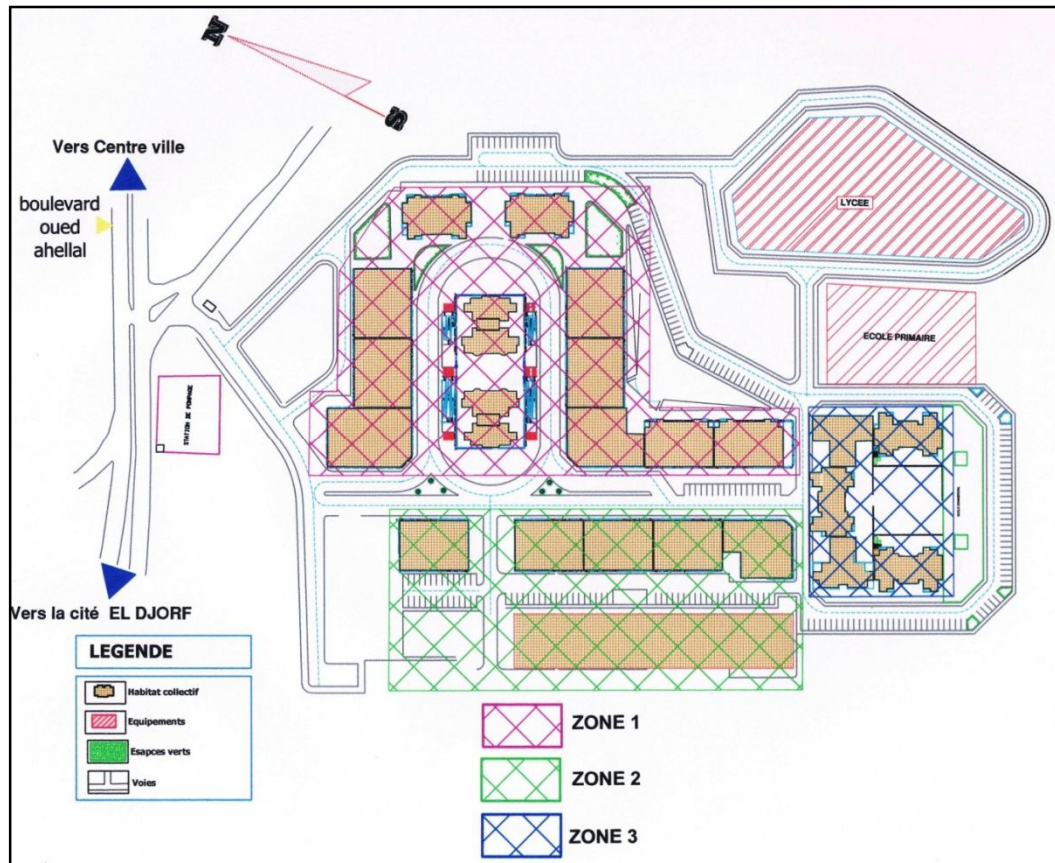 N
S
Vers Centre ville
boulevard
oued
ahellal
STATION DE POMPAGE
LYCEE
ECOLE PRIMAIRE
Vers la cité EL DJORF
LEGENDE
Habitat collectif
Equipements
Esapces verts
Voies
ZONE 1
ZONE 2
ZONE 3